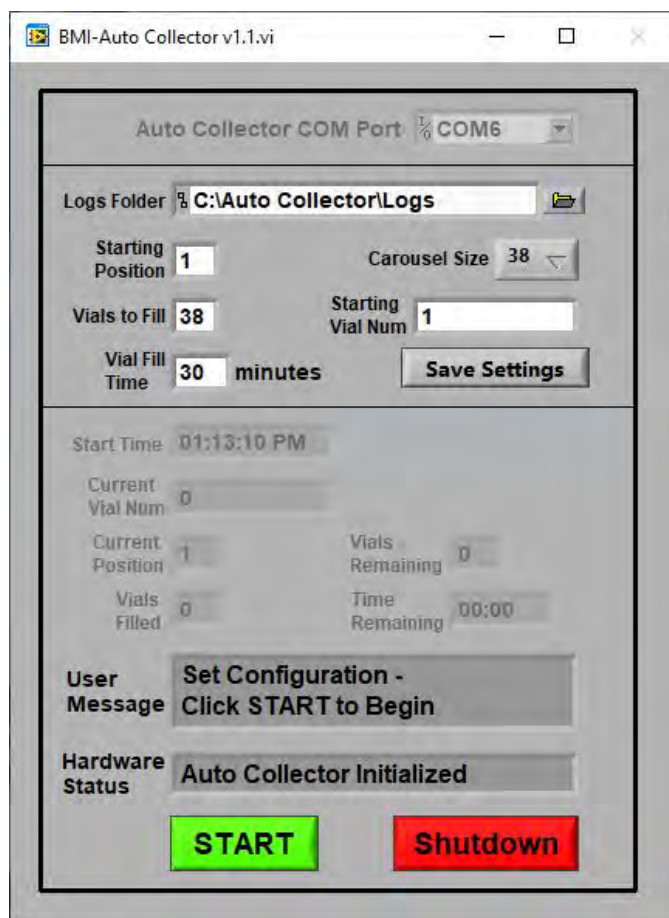 BMI-Auto Collector v1.1.vi
Auto Collector COM Port COM6
Logs Folder C:\Auto Collector\Logs
Starting
Position 1
Carousel Size 38
Vials to Fill 38
Starting
Vial Num 1
Vial Fill
Time 30 minutes
Save Settings
Start Time 01:13:10 PM
Current
Vial Num 0
Current
Position 1
Vials
Remaining 0
Vials
Filled 0
Time
Remaining 00:00
User
Message
Set Configuration -
Click START to Begin
Hardware
Status
Auto Collector Initialized
START
Shutdown